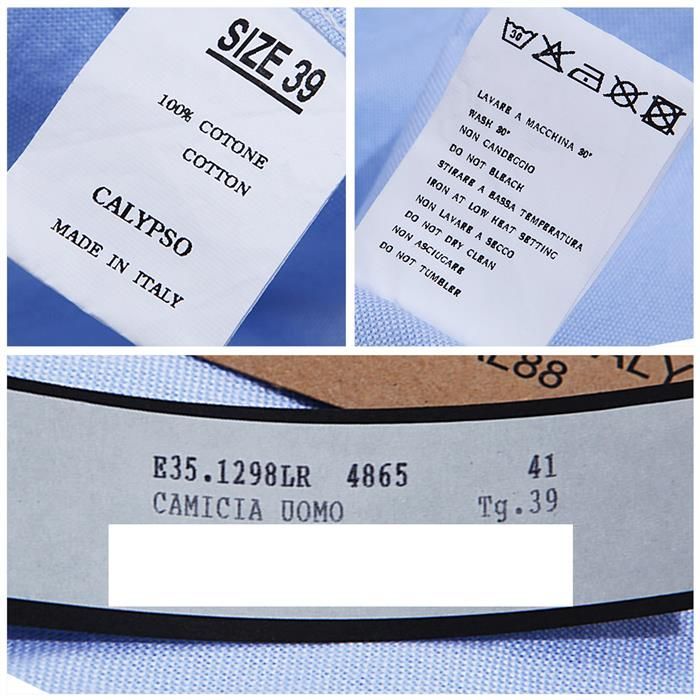 SIZE 39
100% COTONE
COTTON
CALYPSO
MADE IN ITALY
30
LAVARE A MACCHINA 30°
WASH 30°
NON CANDEGGIO
DO NOT BLEACH
STIRARE A BASSA TEMPERATURA
IRON AT LOW HEAT SETTING
NON LAVARE A SECCO
DO NOT DRY CLEAN
NON ASCIUGARE
DO NOT TUMBLER
E35.1298LR 4865 41
CAMICIA UOMO Tg.39